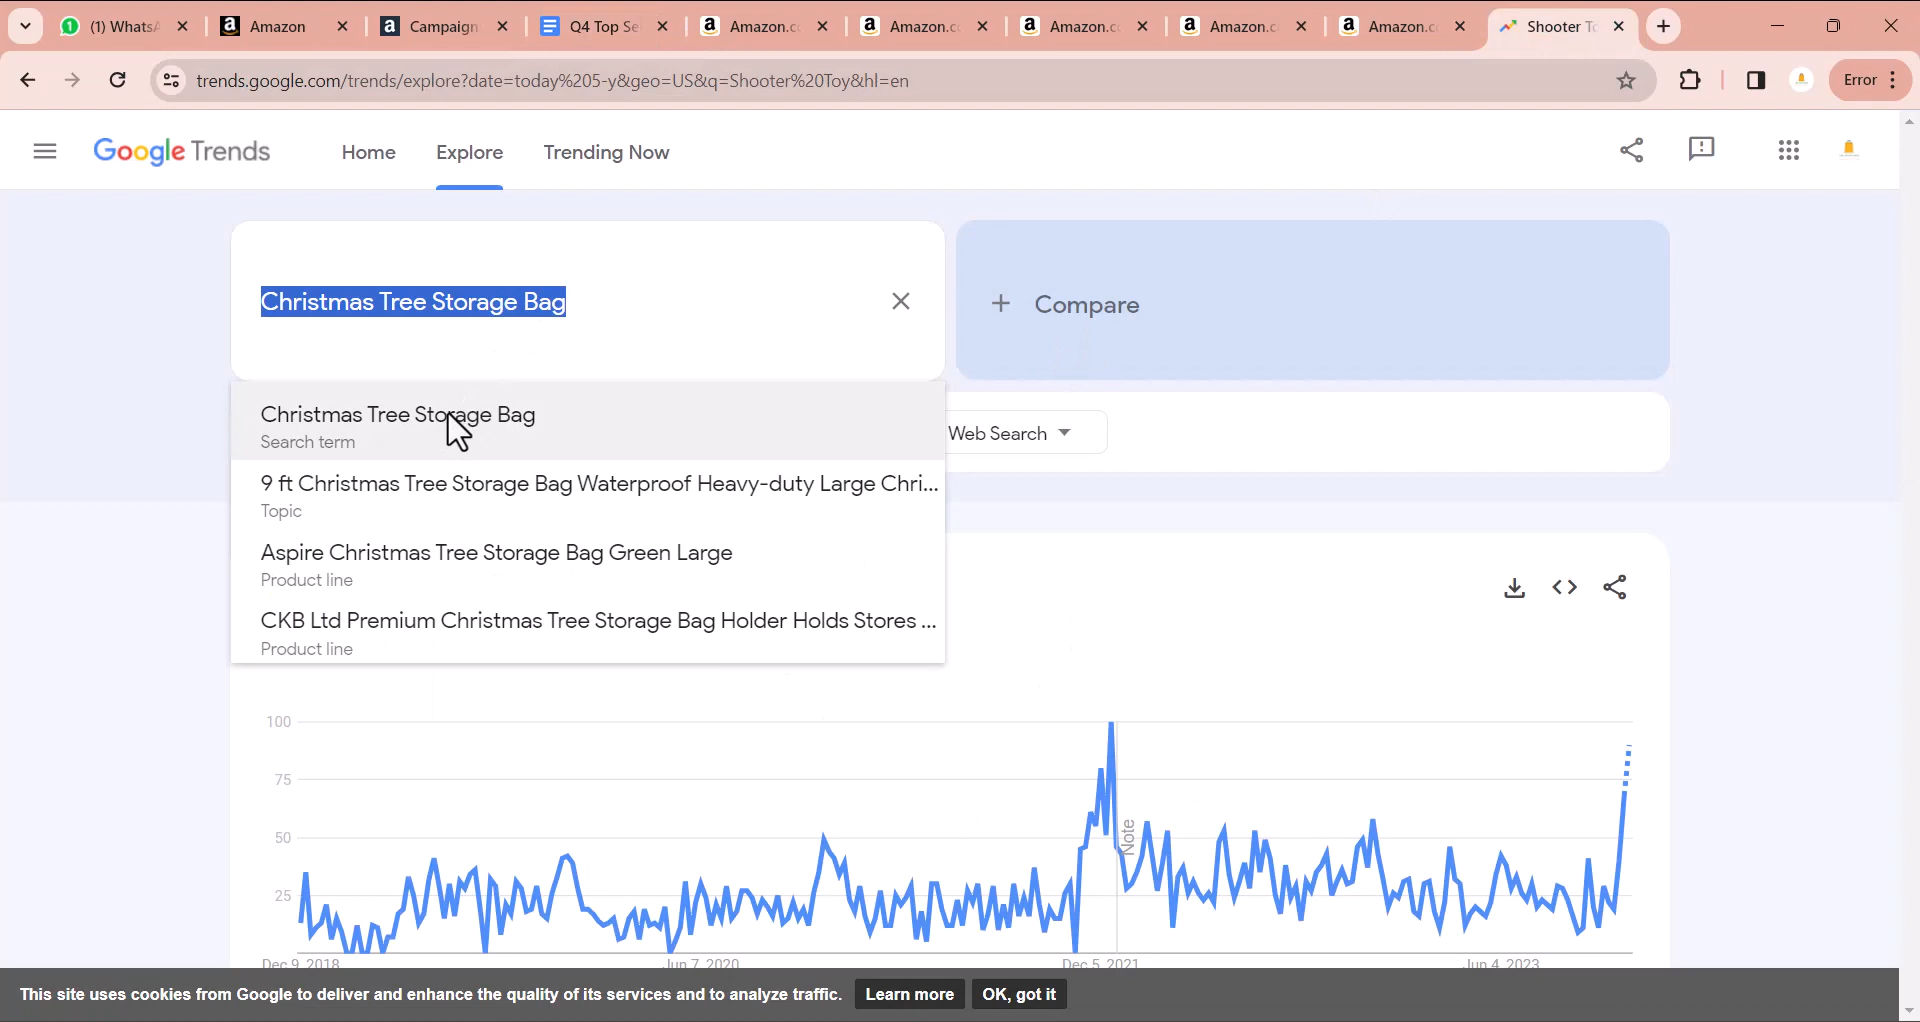 (1) Whats
Amazon
Campaign
Q4 Top Se
Amazon.c
Amazon.c
Amazon.c
Amazon.c
Amazon.c
Shooter To
trends.google.com/trends/explore?date=today%205-y&geo=US&q=Shooter%20Toy&hl=en
Error
Google Trends
Home
Explore
Trending Now
Christmas Tree Storage Bag
+ Compare
Christmas Tree Storage Bag
Search term
Web Search
9 ft Christmas Tree Storage Bag Waterproof Heavy-duty Large Chri...
Topic
Aspire Christmas Tree Storage Bag Green Large
Product line
CKB Ltd Premium Christmas Tree Storage Bag Holder Holds Stores ...
Product line
100
75
50
25
Note
Dec 9, 2018
Jun 7, 2020
Dec 5, 2021
Jun 4, 2023
This site uses cookies from Google to deliver and enhance the quality of its services and to analyze traffic.
Learn more
OK, got it